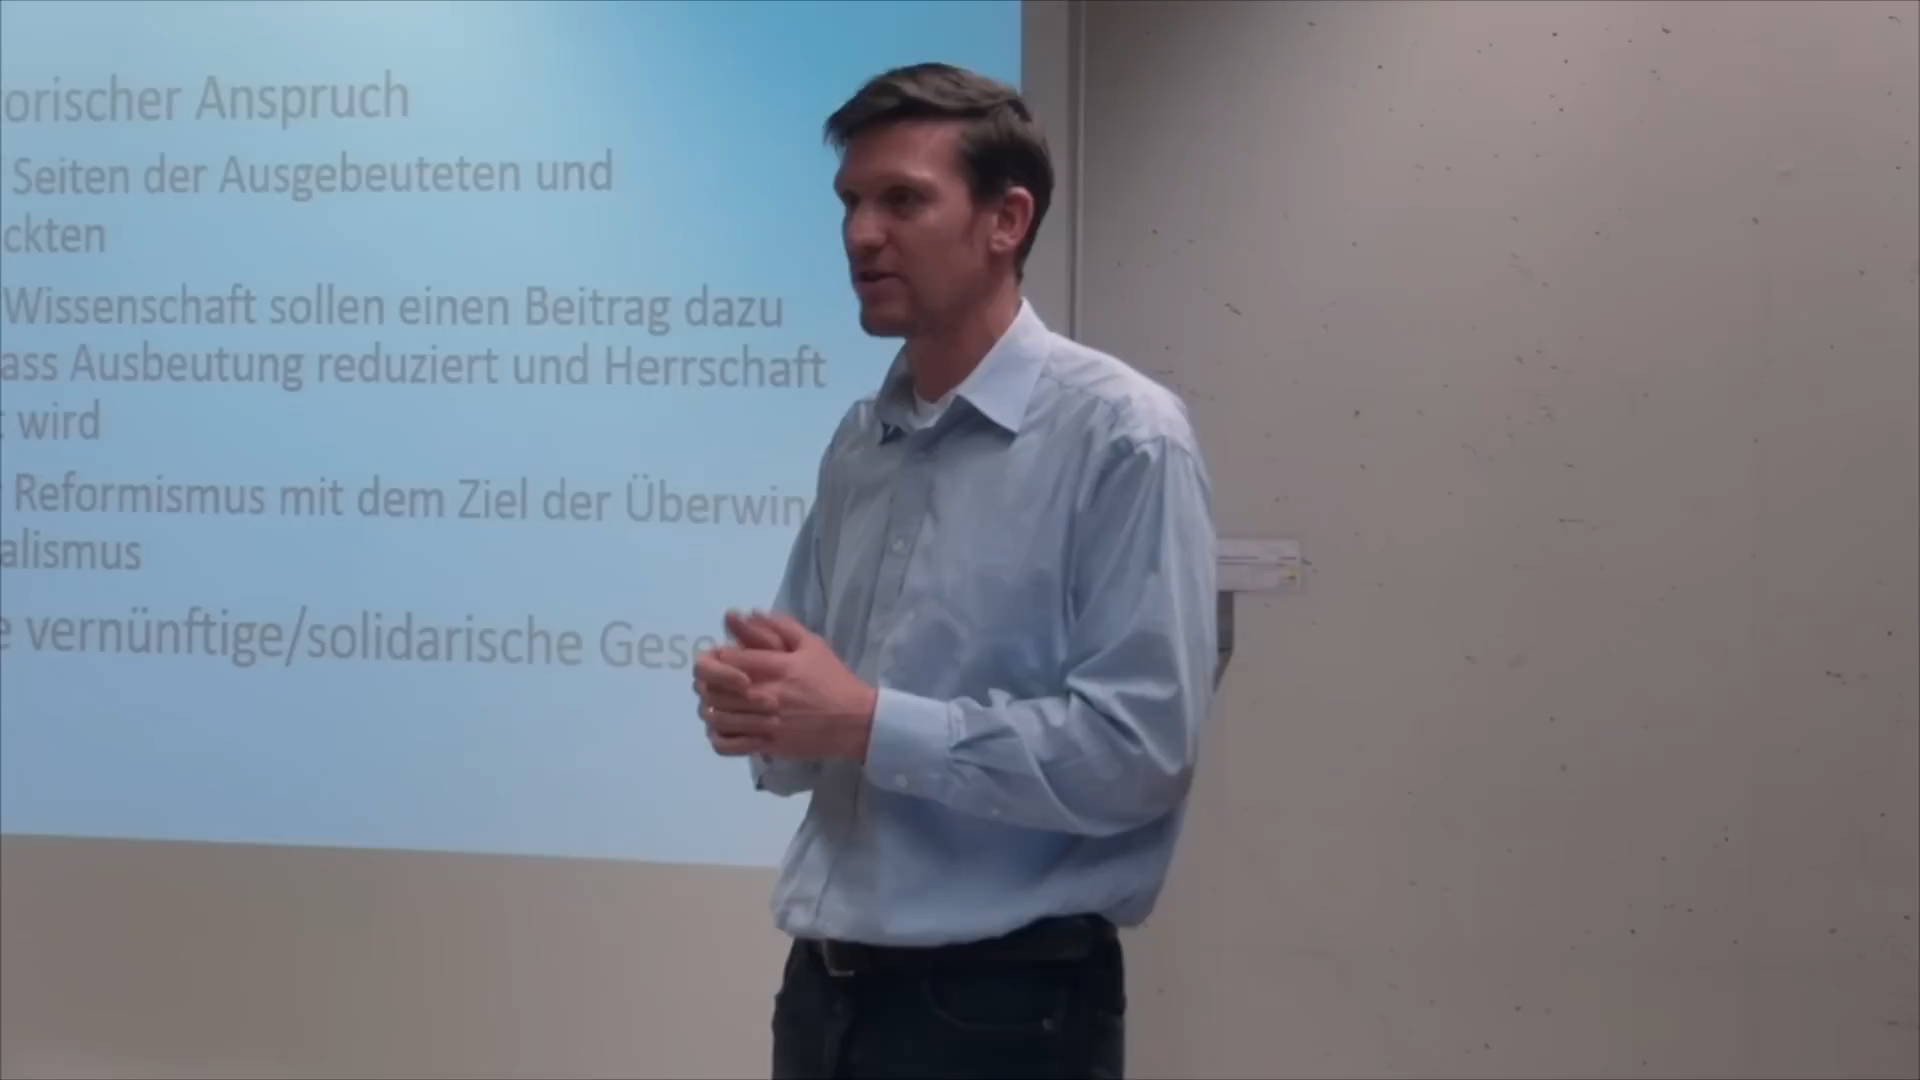 orischer Anspruch
Seiten der Ausgebeuteten und
ckten
Wissenschaft sollen einen Beitrag dazu
ass Ausbeutung reduziert und Herrschaft
t wird
Reformismus mit dem Ziel der Überwin
alismus
e vernünftige/solidarische Gese